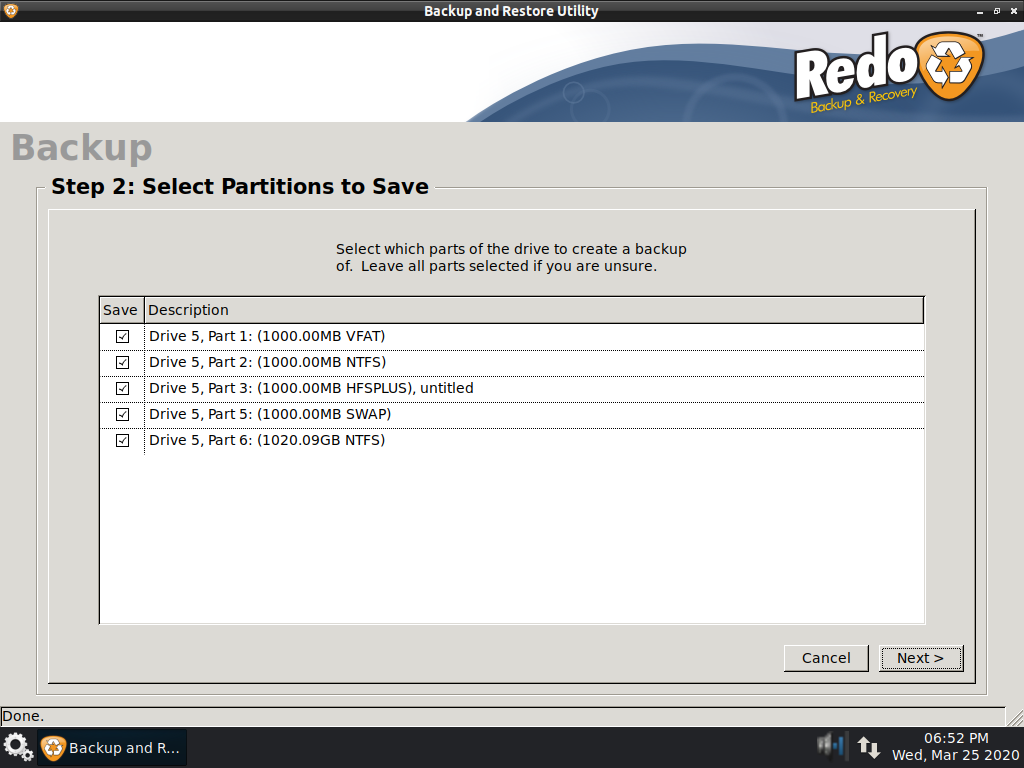 Backup and Restore Utility
Redo
™
Backup & Recovery
Backup
Step 2: Select Partitions to Save
Select which parts of the drive to create a backup
of. Leave all parts selected if you are unsure.
Save Description
Drive 5, Part 1: (1000.00MB VFAT)
Drive 5, Part 2: (1000.00MB NTFS)
Drive 5, Part 3: (1000.00MB HFSPLUS), untitled
Drive 5, Part 5: (1000.00MB SWAP)
Drive 5, Part 6: (1020.09GB NTFS)
Cancel Next >
Done.
Backup and R...
06:52 PM
Wed, Mar 25 2020